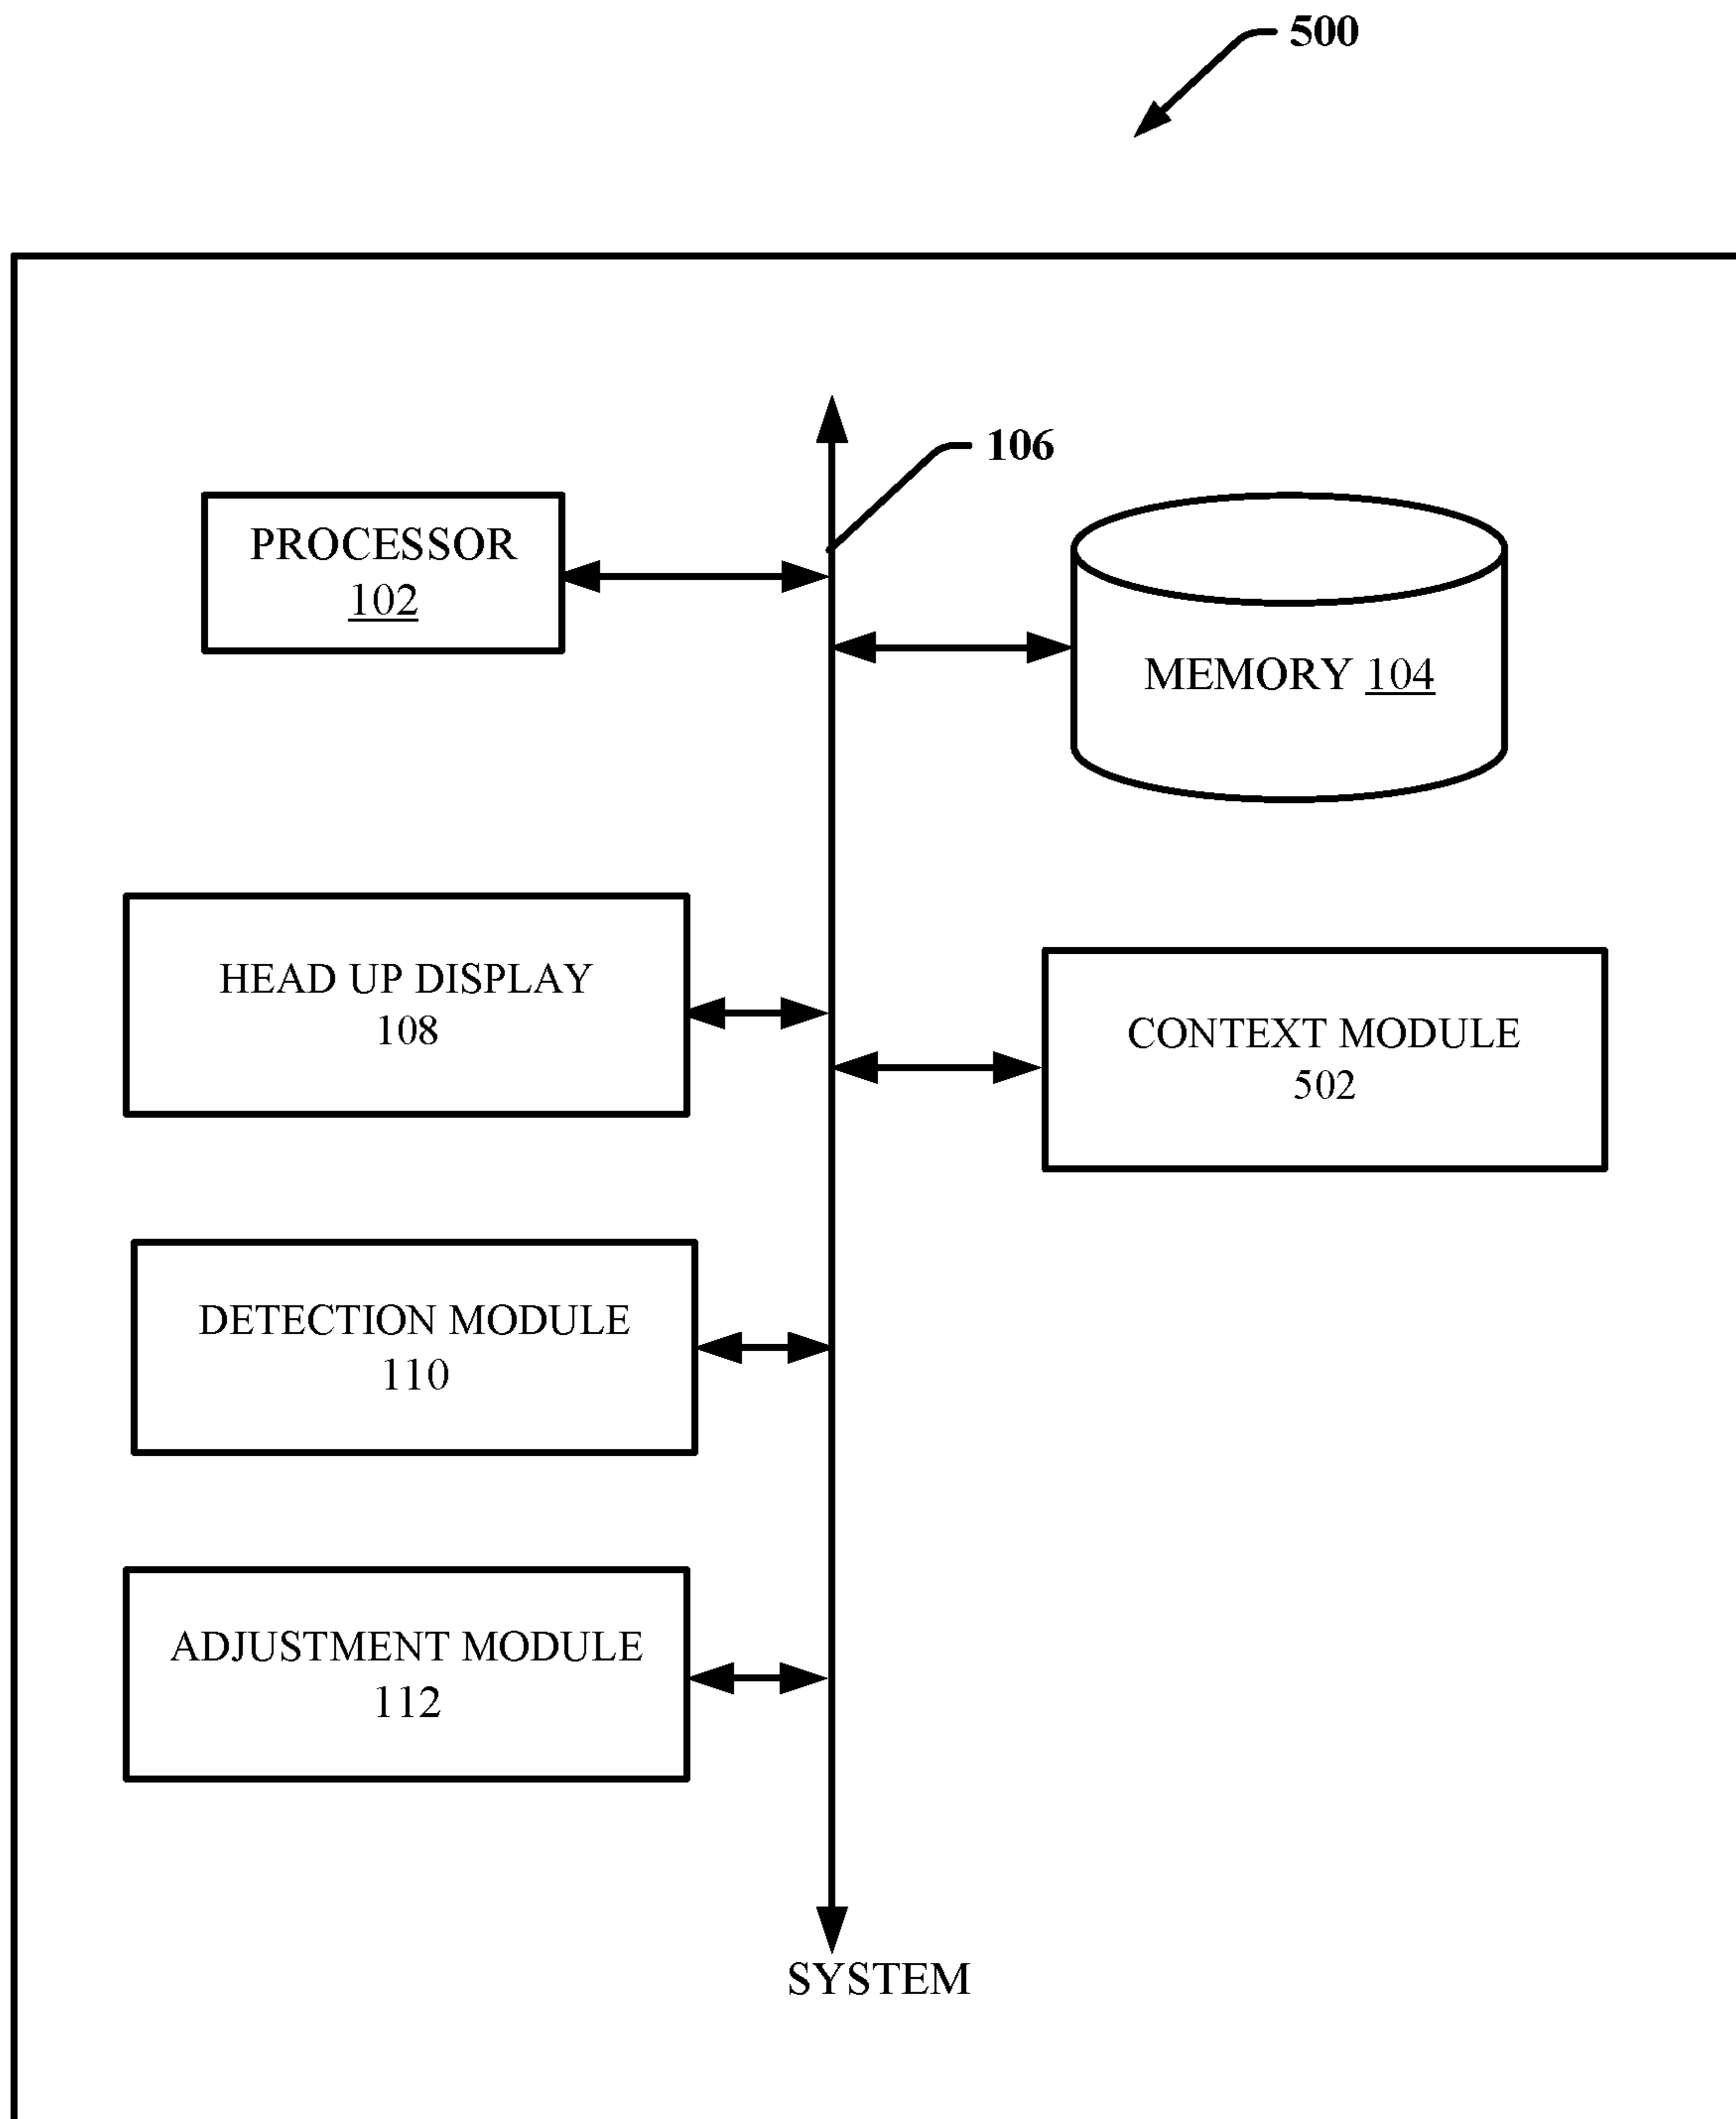 500
106
PROCESSOR
102
MEMORY 104
HEAD UP DISPLAY
108
CONTEXT MODULE
502
DETECTION MODULE
110
ADJUSTMENT MODULE
112
SYSTEM